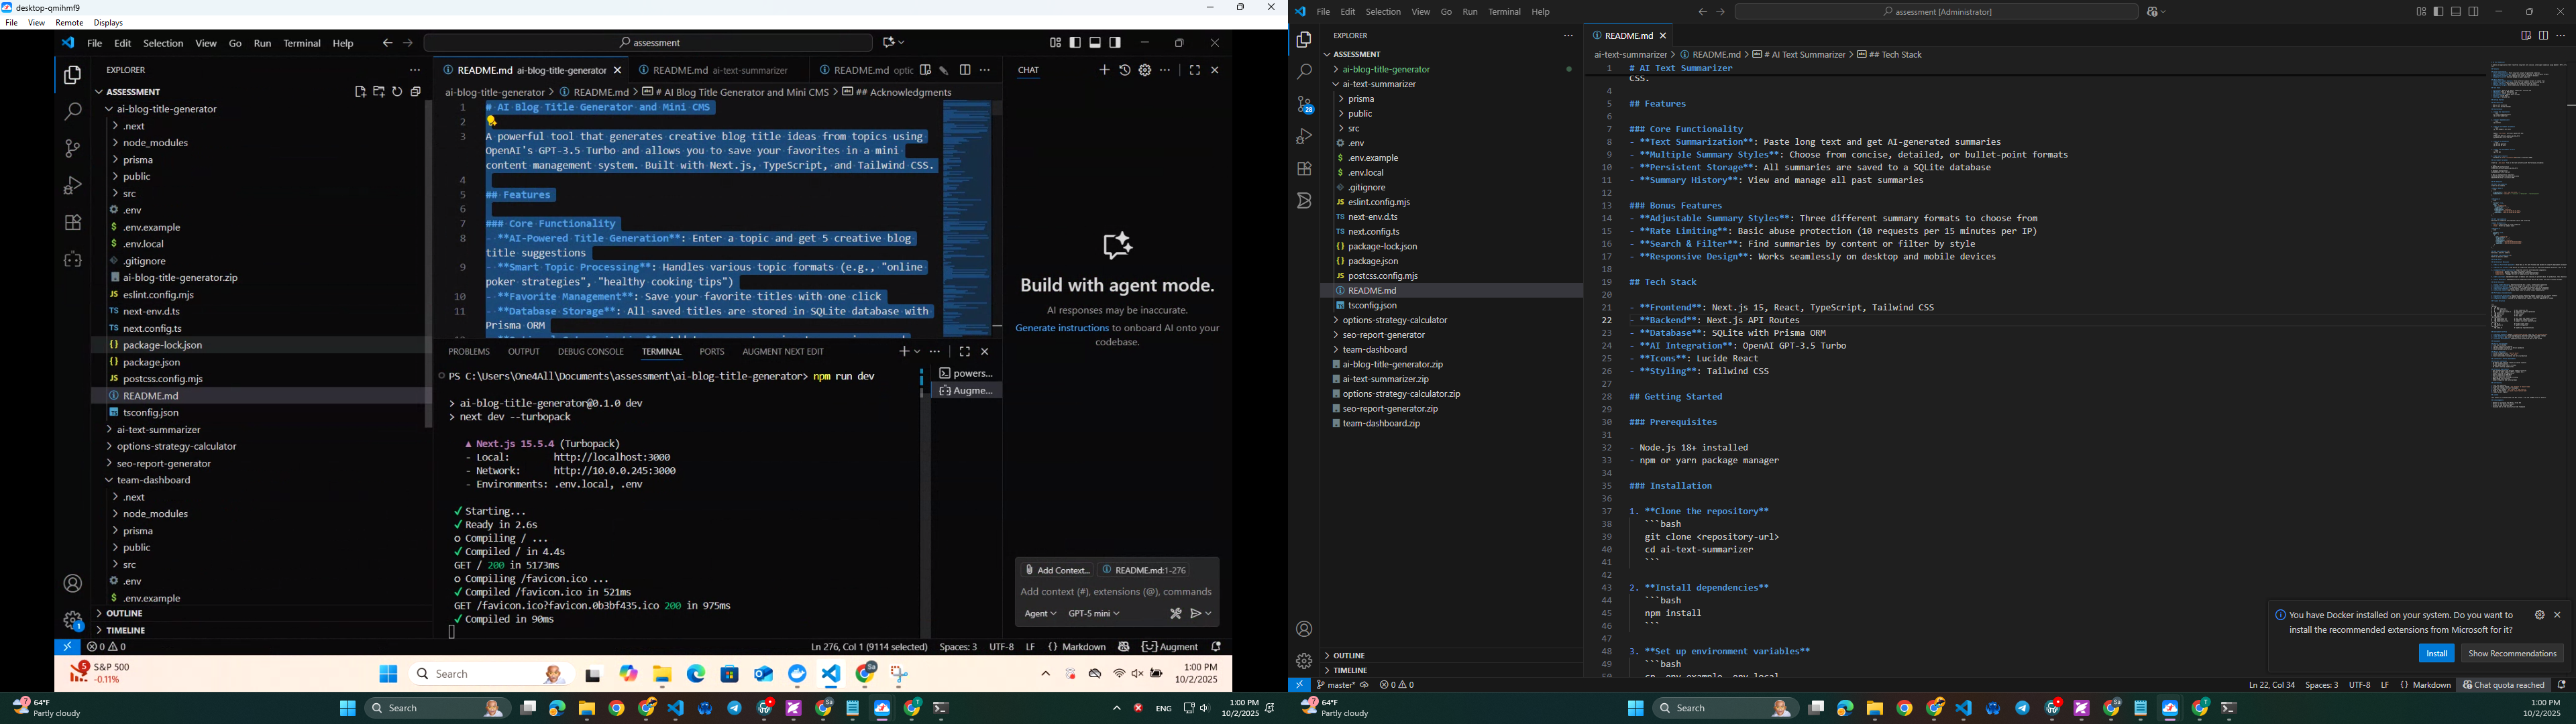 desktop-qmihmf9
File View Remote Displays
File Edit Selection View Go Run Terminal Help
assessment
EXPLORER
ASSESSMENT
ai-blog-title-generator
.next
node_modules
prisma
public
src
.env
.env.example
.env.local
.gitignore
ai-blog-title-generator.zip
eslint.config.mjs
next-env.d.ts
next.config.ts
package-lock.json
package.json
postcss.config.mjs
README.md
tsconfig.json
ai-text-summarizer
options-strategy-calculator
seo-report-generator
team-dashboard
.next
node_modules
prisma
public
src
.env
.env.example
OUTLINE
TIMELINE
README.md ai-blog-title-generator
README.md ai-text-summarizer
README.md optic
ai-blog-title-generator > README.md > # AI Blog Title Generator and Mini CMS > ## Acknowledgments
1 # AI Blog Title Generator and Mini CMS
2
3 A powerful tool that generates creative blog title ideas from topics using
OpenAI's GPT-3.5 Turbo and allows you to save your favorites in a mini
content management system. Built with Next.js, TypeScript, and Tailwind CSS.
4
5 ## Features
6
7 ### Core Functionality
8 - **AI-Powered Title Generation**: Enter a topic and get 5 creative blog
title suggestions
9 - **Smart Topic Processing**: Handles various topic formats (e.g., "online
poker strategies", "healthy cooking tips")
10 - **Favorite Management**: Save your favorite titles with one click
11 - **Database Storage**: All saved titles are stored in SQLite database with
Prisma ORM
PROBLEMS OUTPUT DEBUG CONSOLE TERMINAL PORTS AUGMENT NEXT EDIT
PS C:\Users\One4All\Documents\assessment\ai-blog-title-generator> npm run dev
> ai-blog-title-generator@0.1.0 dev
> next dev --turbopack
▲ Next.js 15.5.4 (Turbopack)
- Local: http://localhost:3000
- Network: http://10.0.0.245:3000
- Environments: .env.local, .env
✓ Starting...
✓ Ready in 2.6s
o Compiling / ...
✓ Compiled / in 4.4s
GET / 200 in 5173ms
o Compiling /favicon.ico ...
✓ Compiled /favicon.ico in 521ms
GET /favicon.ico?favicon.0b3bf435.ico 200 in 975ms
✓ Compiled in 90ms
powers...
Augme...
CHAT
Build with agent mode.
AI responses may be inaccurate.
Generate instructions to onboard AI onto your
codebase.
Add Context... README.md:1-276
Add context (#), extensions (@), commands
Agent GPT-5 mini
0 0
Ln 276, Col 1 (9114 selected) Spaces: 3 UTF-8 LF {} Markdown Augment
5
S&P 500
-0.11%
Search
1:00 PM
10/2/2025
64°F
Partly cloudy
Search
ENG
1:00 PM
10/2/2025
File Edit Selection View Go Run Terminal Help
assessment [Administrator]
EXPLORER
ASSESSMENT
ai-blog-title-generator
ai-text-summarizer
prisma
public
src
.env
.env.example
.env.local
.gitignore
eslint.config.mjs
next-env.d.ts
next.config.ts
package-lock.json
package.json
postcss.config.mjs
README.md
tsconfig.json
options-strategy-calculator
seo-report-generator
team-dashboard
ai-blog-title-generator.zip
ai-text-summarizer.zip
options-strategy-calculator.zip
seo-report-generator.zip
team-dashboard.zip
OUTLINE
TIMELINE
28
README.md
ai-text-summarizer > README.md > # AI Text Summarizer > ## Tech Stack
1 # AI Text Summarizer
CSS.
4
5 ## Features
6
7 ### Core Functionality
8 - **Text Summarization**: Paste long text and get AI-generated summaries
9 - **Multiple Summary Styles**: Choose from concise, detailed, or bullet-point formats
10 - **Persistent Storage**: All summaries are saved to a SQLite database
11 - **Summary History**: View and manage all past summaries
12
13 ### Bonus Features
14 - **Adjustable Summary Styles**: Three different summary formats to choose from
15 - **Rate Limiting**: Basic abuse protection (10 requests per 15 minutes per IP)
16 - **Search & Filter**: Find summaries by content or filter by style
17 - **Responsive Design**: Works seamlessly on desktop and mobile devices
18
19 ## Tech Stack
20
21 - **Frontend**: Next.js 15, React, TypeScript, Tailwind CSS
22 - **Backend**: Next.js API Routes
23 - **Database**: SQLite with Prisma ORM
24 - **AI Integration**: OpenAI GPT-3.5 Turbo
25 - **Icons**: Lucide React
26 - **Styling**: Tailwind CSS
27
28 ## Getting Started
29
30 ### Prerequisites
31
32 - Node.js 18+ installed
33 - npm or yarn package manager
34
35 ### Installation
36
37 1. **Clone the repository**
38 ```bash
39 git clone <repository-url>
40 cd ai-text-summarizer
41 ```
42
43 2. **Install dependencies**
44 ```bash
45 npm install
46 ```
47
48 3. **Set up environment variables**
49 ```bash
You have Docker installed on your system. Do you want to
install the recommended extensions from Microsoft for it?
Install Show Recommendations
master* 0 0
Ln 22, Col 34 Spaces: 3 UTF-8 LF {} Markdown Chat quota reached
64°F
Partly cloudy
Search
1:00 PM
10/2/2025